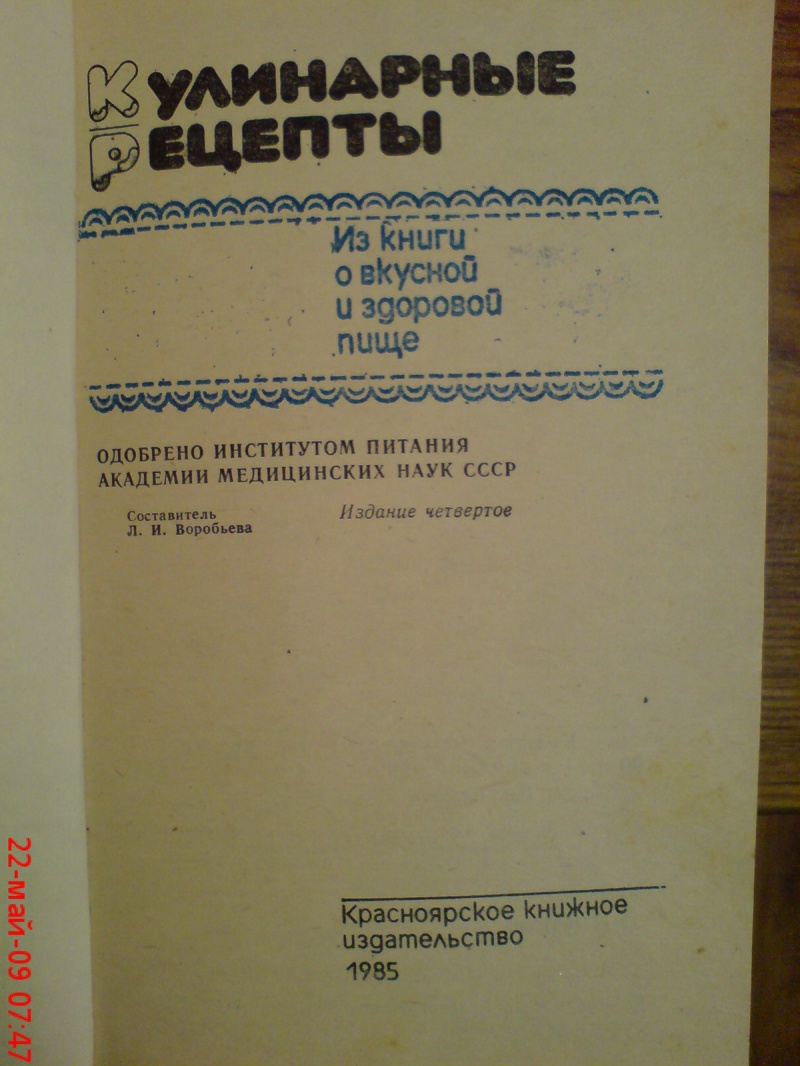 Кулинарные
Рецепты
Из книги
о вкусной
и здоровой
пище
ОДОБРЕНО ИНСТИТУТОМ ПИТАНИЯ
АКАДЕМИИ МЕДИЦИНСКИХ НАУК СССР
Составитель
Л. И. Воробьева
Издание четвертое
Красноярское книжное
издательство
1985
22-май-09 07:47